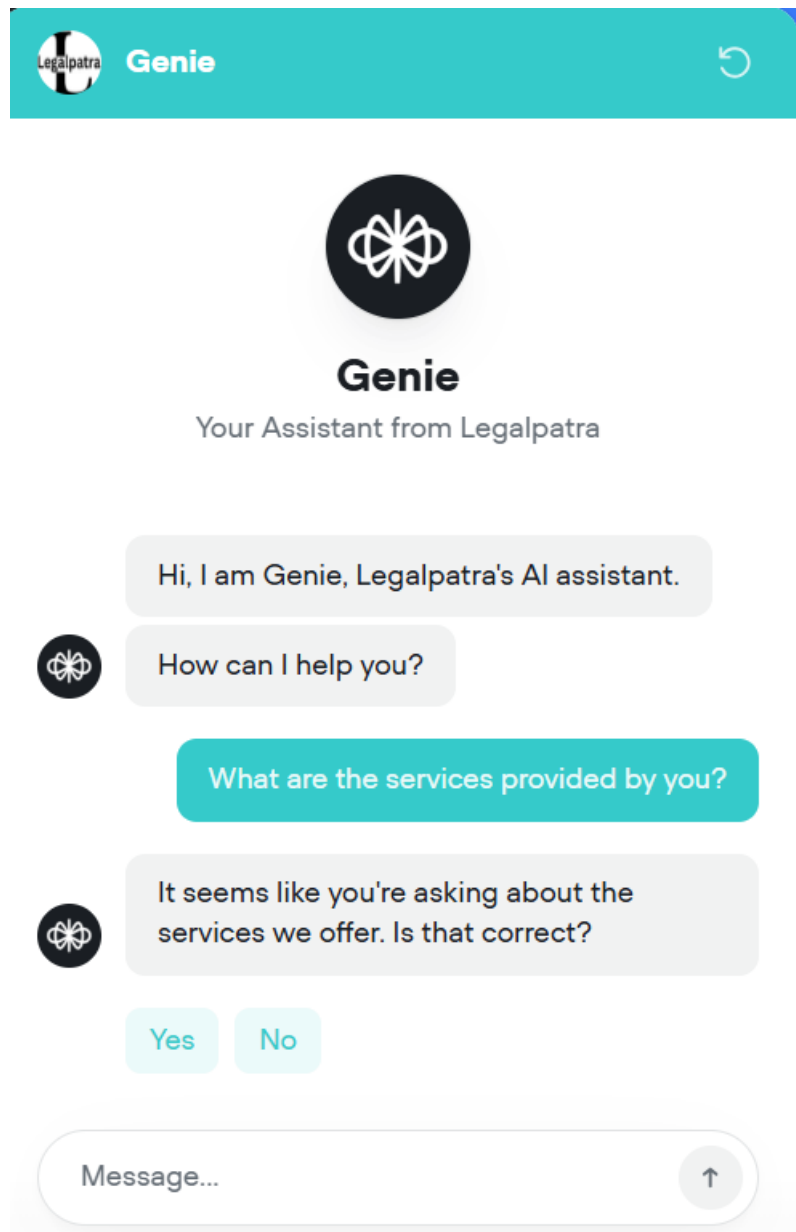 Legalpatra
Genie
Genie
Your Assistant from Legalpatra
Hi, I am Genie, Legalpatra's AI assistant.
How can I help you?
What are the services provided by you?
It seems like you're asking about the
services we offer. Is that correct?
Yes
No
Message...